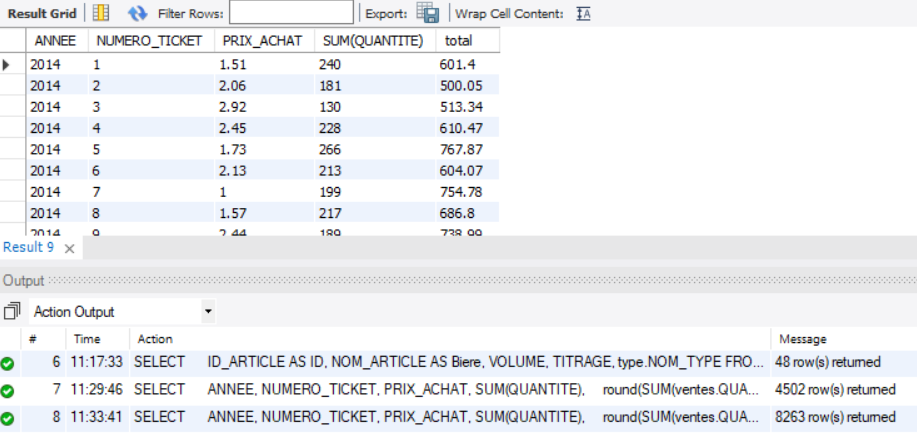 Result Grid Filter Rows: Export: Wrap Cell Content: IA
ANNEE NUMERO_TICKET PRIX_ACHAT SUM(QUANTITE) total
2014 1 1.51 240 601.4
2014 2 2.06 181 500.05
2014 3 2.92 130 513.34
2014 4 2.45 228 610.47
2014 5 1.73 266 767.87
2014 6 2.13 213 604.07
2014 7 1 199 754.78
2014 8 1.57 217 686.8
2014 9 2.44 189 738.99
Result 9 ×
Output
Action Output
# Time Action Message
6 11:17:33 SELECT ID_ARTICLE AS ID, NOM_ARTICLE AS Biere, VOLUME, TITRAGE, type.NOM_TYPE FRO... 48 row(s) returned
7 11:29:46 SELECT ANNEE, NUMERO_TICKET, PRIX_ACHAT, SUM(QUANTITE), round(SUM(ventes.QUA... 4502 row(s) returned
8 11:33:41 SELECT ANNEE, NUMERO_TICKET, PRIX_ACHAT, SUM(QUANTITE), round(SUM(ventes.QUA... 8263 row(s) returned